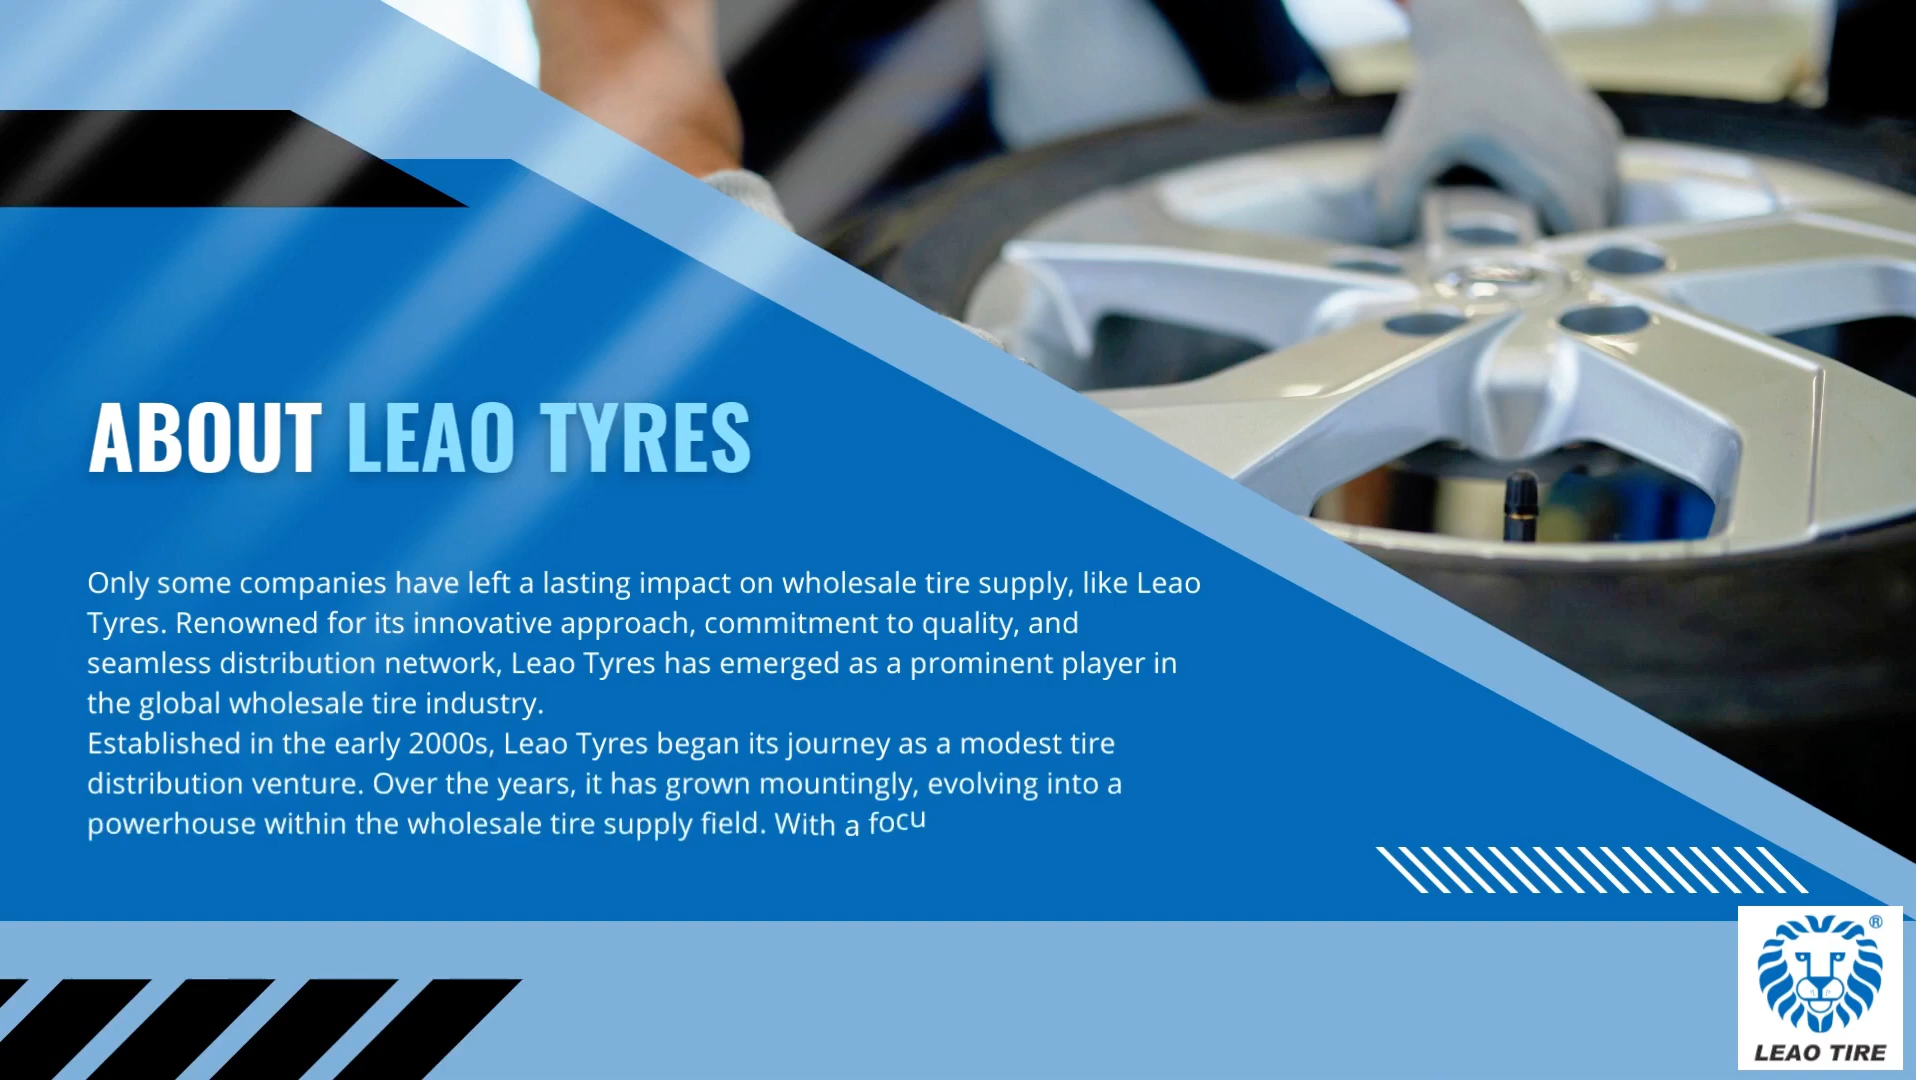 ABOUT LEAO TYRES
Only some companies have left a lasting impact on wholesale tire supply, like Leao
Tyres. Renowned for its innovative approach, commitment to quality, and
seamless distribution network, Leao Tyres has emerged as a prominent player in
the global wholesale tire industry.
Established in the early 2000s, Leao Tyres began its journey as a modest tire
distribution venture. Over the years, it has grown mountingly, evolving into a
powerhouse within the wholesale tire supply field. With a focu
®
LEAO TIRE